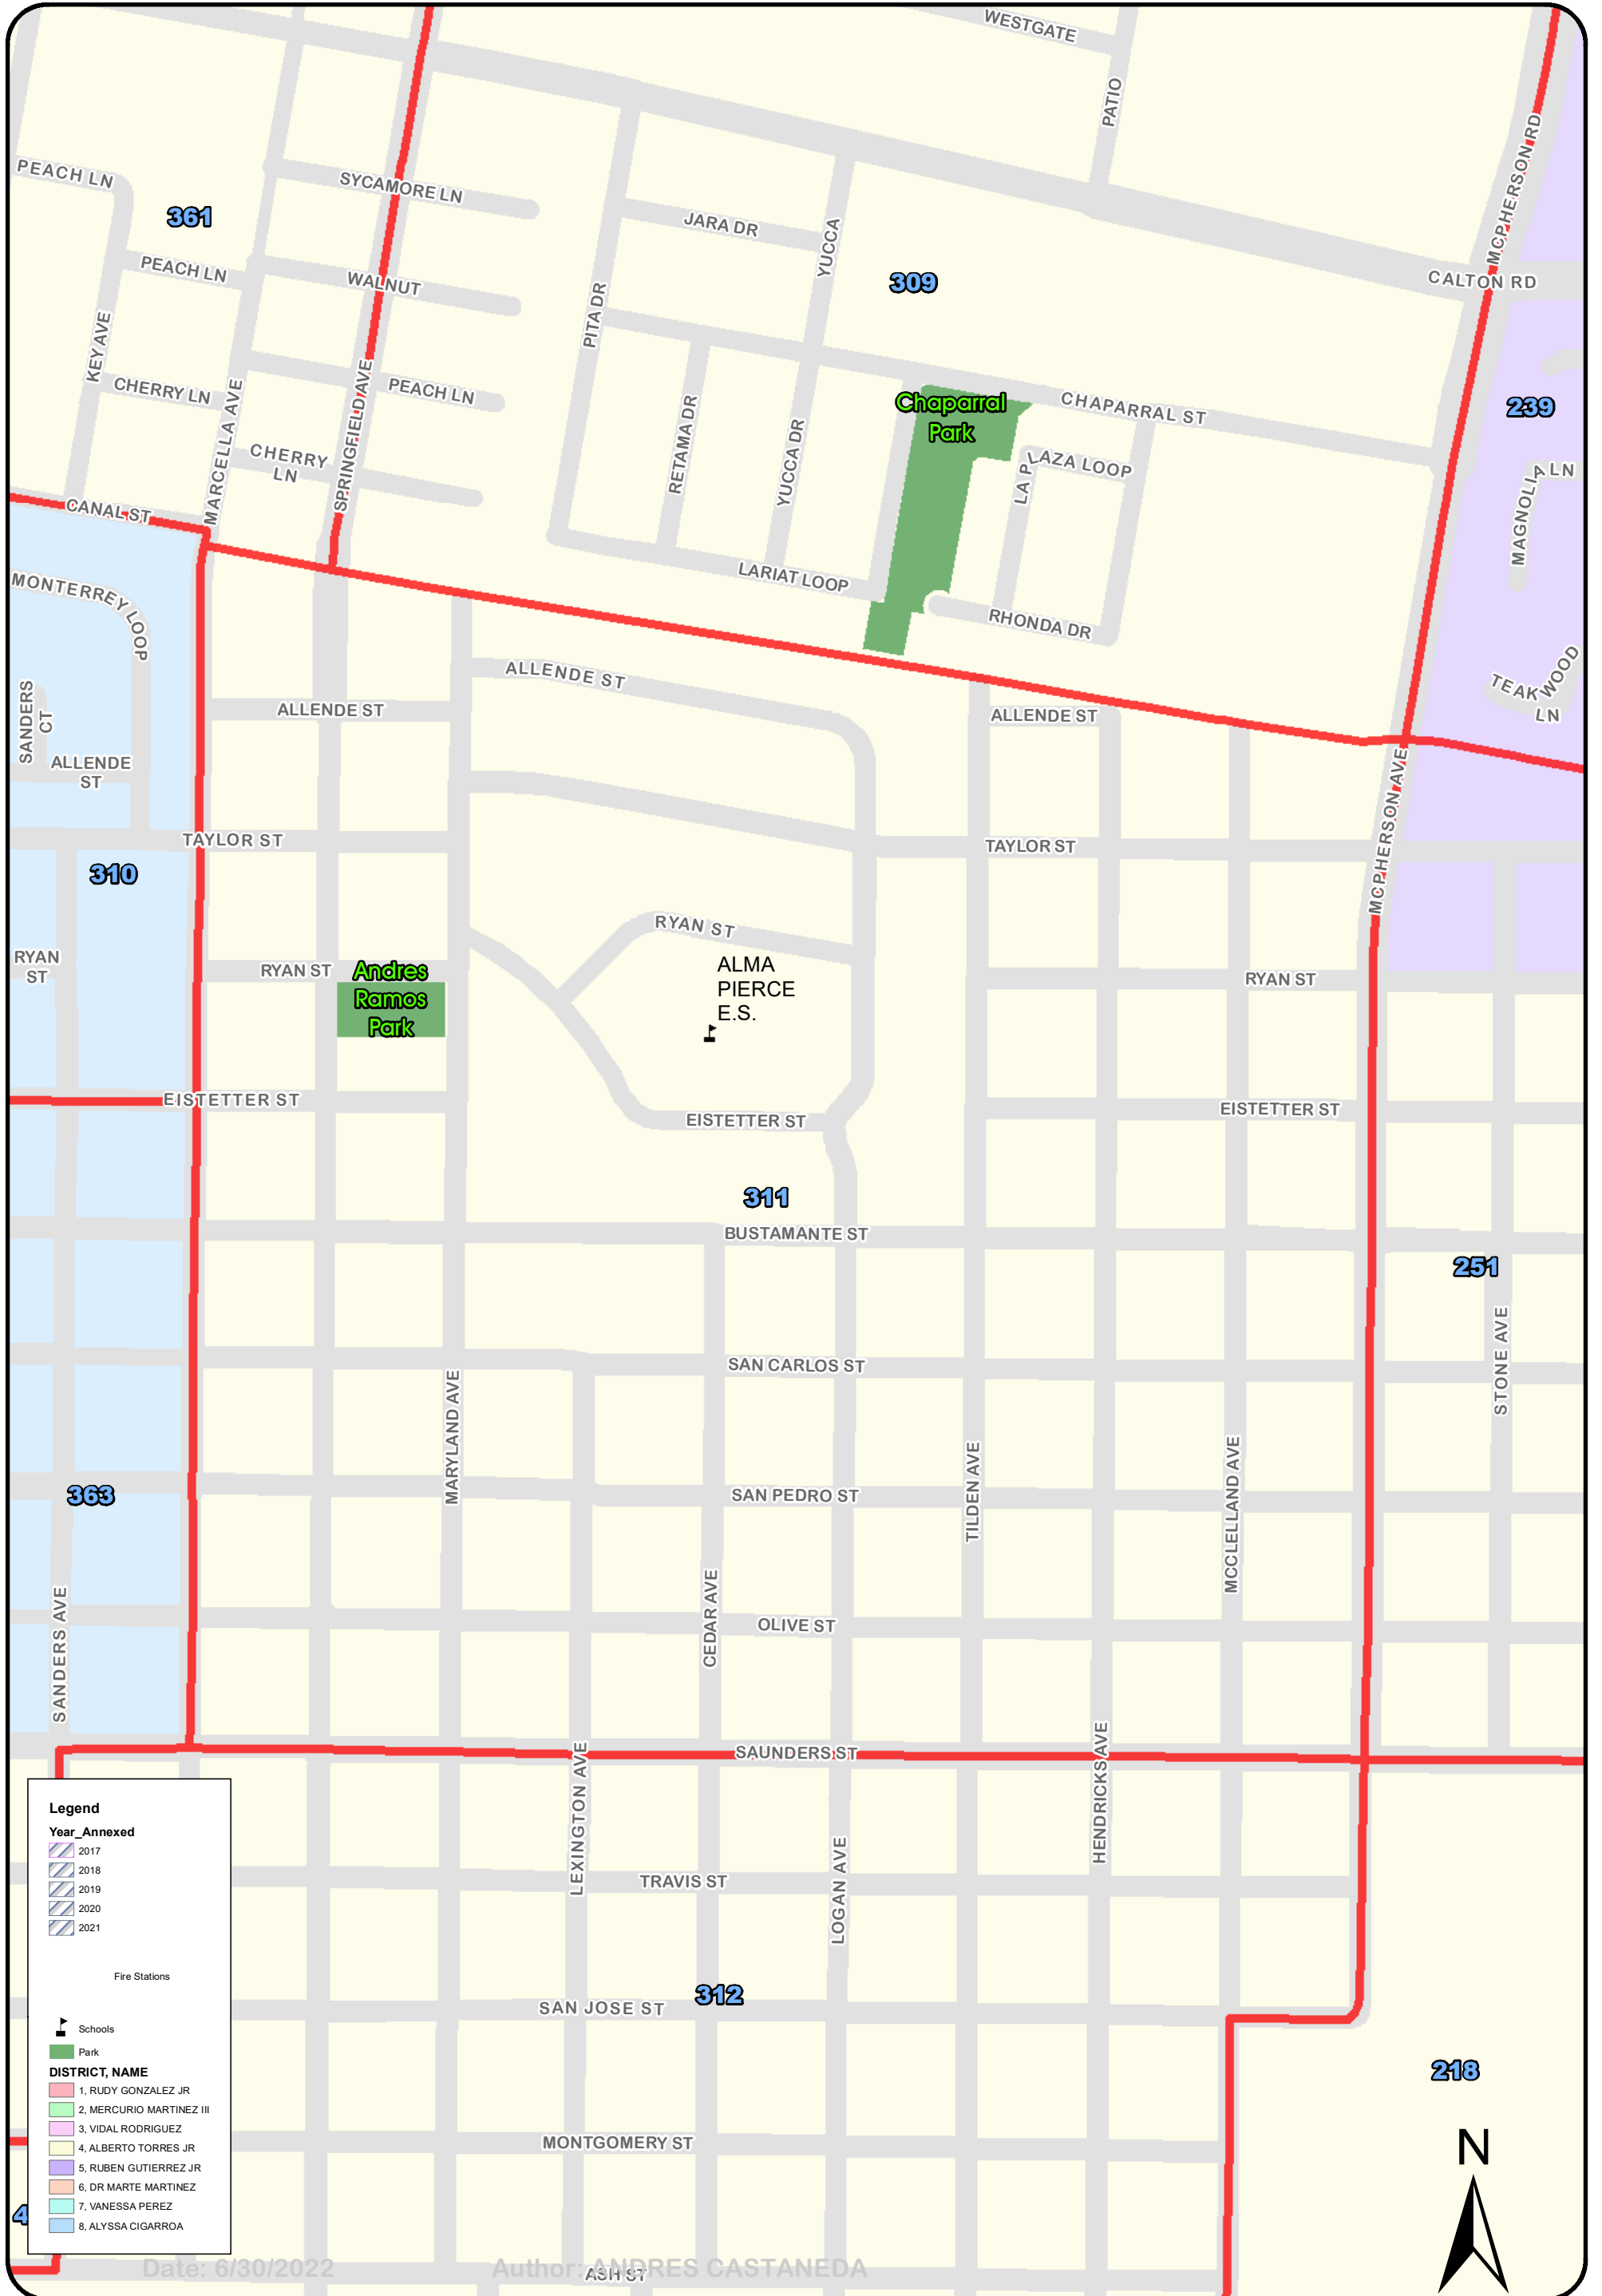 WESTGATE
PATIO
MCPHERSON RD
PEACH LN
361
SYCAMORE LN
JARA DR
YUCCA
PEACH LN
WALNUT
309
CALTON RD
PITA DR
KEY AVE
CHERRY LN
MARCELLA AVE
SPRINGFIELD AVE
PEACH LN
RETAMA DR
YUCCA DR
Chaparral
Park
CHAPARRAL ST
239
CHERRY
LN
LA PLAZA LOOP
MAGNOLIA LN
CANAL ST
LARIAT LOOP
RHONDA DR
MONTERREY LOOP
SANDERS
CT
ALLENDE
ST
ALLENDE ST
ALLENDE ST
ALLENDE ST
TEAKWOOD
LN
MCPHERSON AVE
TAYLOR ST
TAYLOR ST
310
RYAN
ST
RYAN ST
Andres
Ramos
Park
RYAN ST
ALMA
PIERCE
E.S.
RYAN ST
EISTETTER ST
EISTETTER ST
EISTETTER ST
311
BUSTAMANTE ST
251
SAN CARLOS ST
STONE AVE
MARYLAND AVE
TILDEN AVE
MCCLELLAND AVE
363
SAN PEDRO ST
SANDERS AVE
CEDAR AVE
OLIVE ST
SAUNDERS ST
LEXINGTON AVE
HENDRICKS AVE
LOGAN AVE
TRAVIS ST
312
SAN JOSE ST
218
MONTGOMERY ST
N
4
Legend
Year_Annexed
2017
2018
2019
2020
2021
Fire Stations
Schools
Park
DISTRICT, NAME
1, RUDY GONZALEZ JR
2, MERCURIO MARTINEZ III
3, VIDAL RODRIGUEZ
4, ALBERTO TORRES JR
5, RUBEN GUTIERREZ JR
6, DR MARTE MARTINEZ
7, VANESSA PEREZ
8, ALYSSA CIGARROA
Date: 6/30/2022
Author: ANDRES CASTANEDA
ASH ST